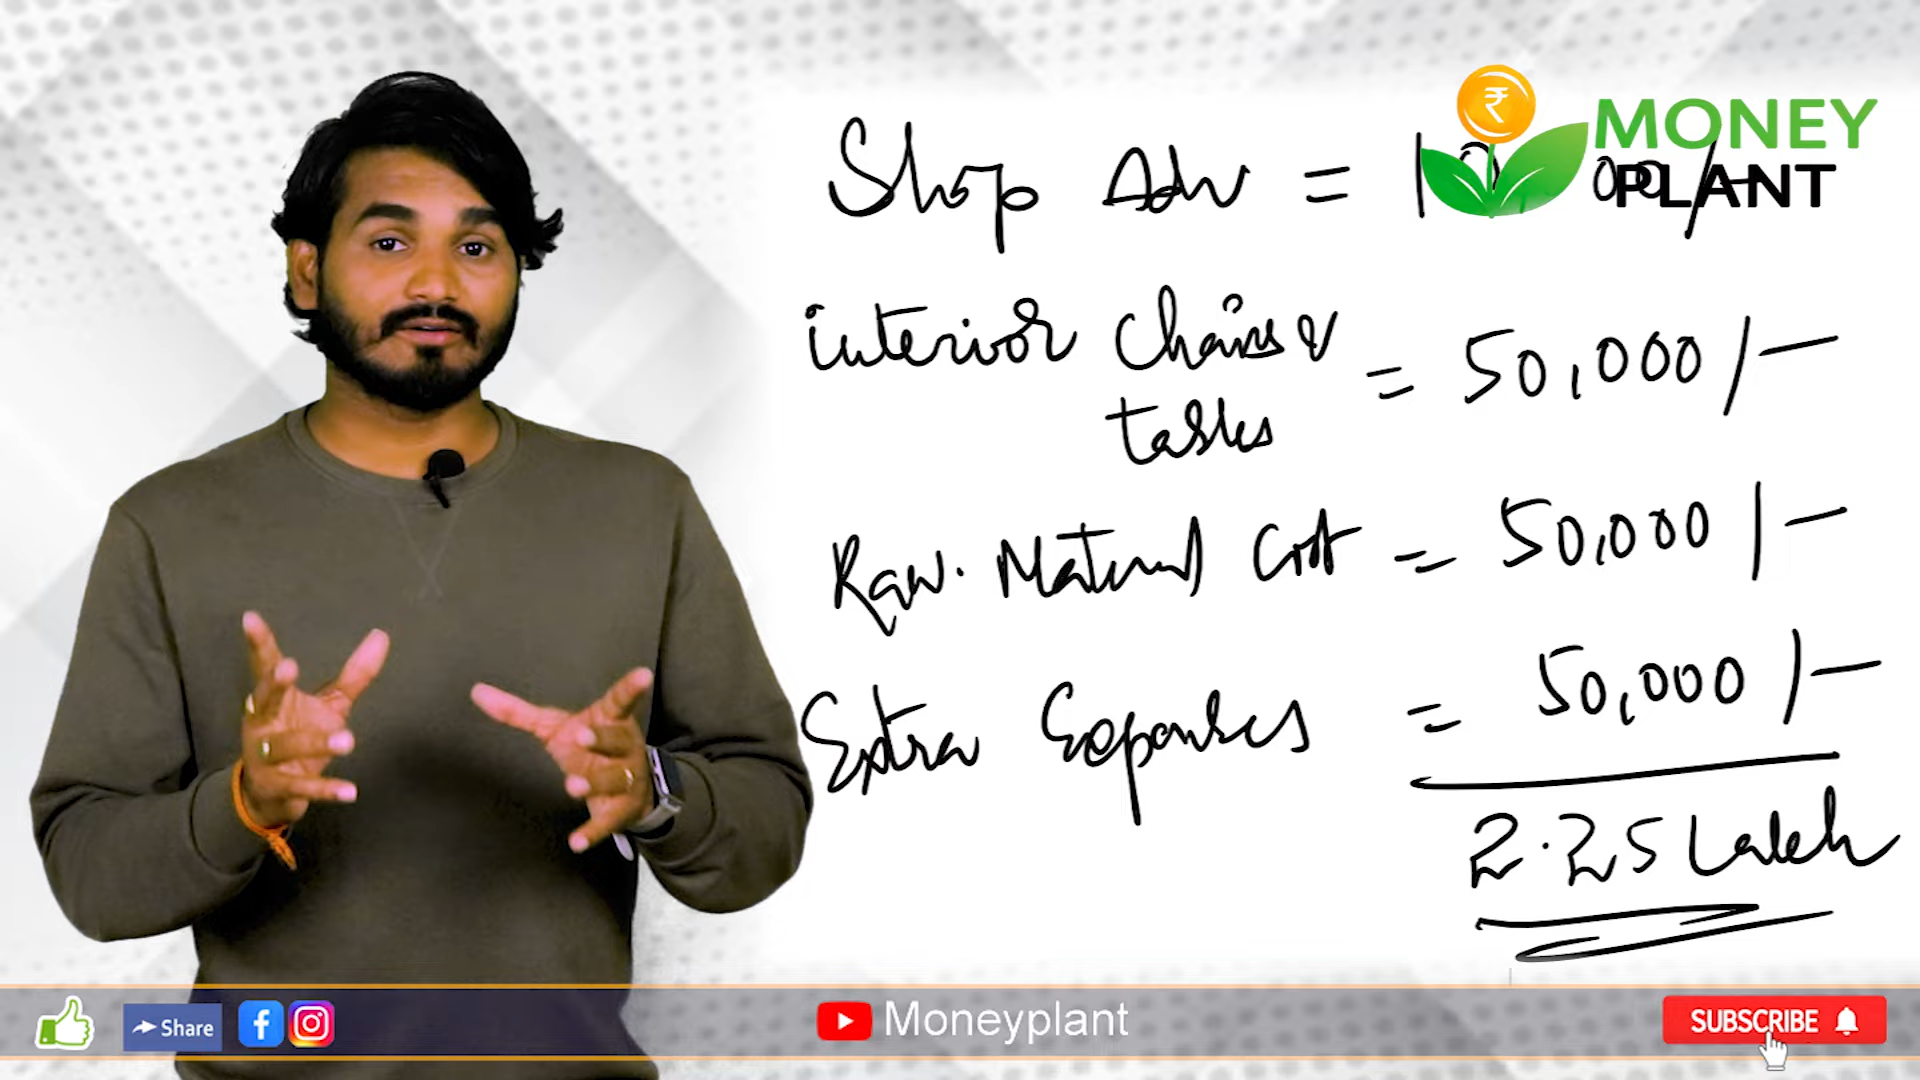 MONEY
PLANT
Shop Adv =
interior Chairs &
tables = 50,000/-
Raw. Material Cost = 50,000/-
Extra Expenses = 50,000/-
2.25 Lakh
Share
Moneyplant
SUBSCRIBE